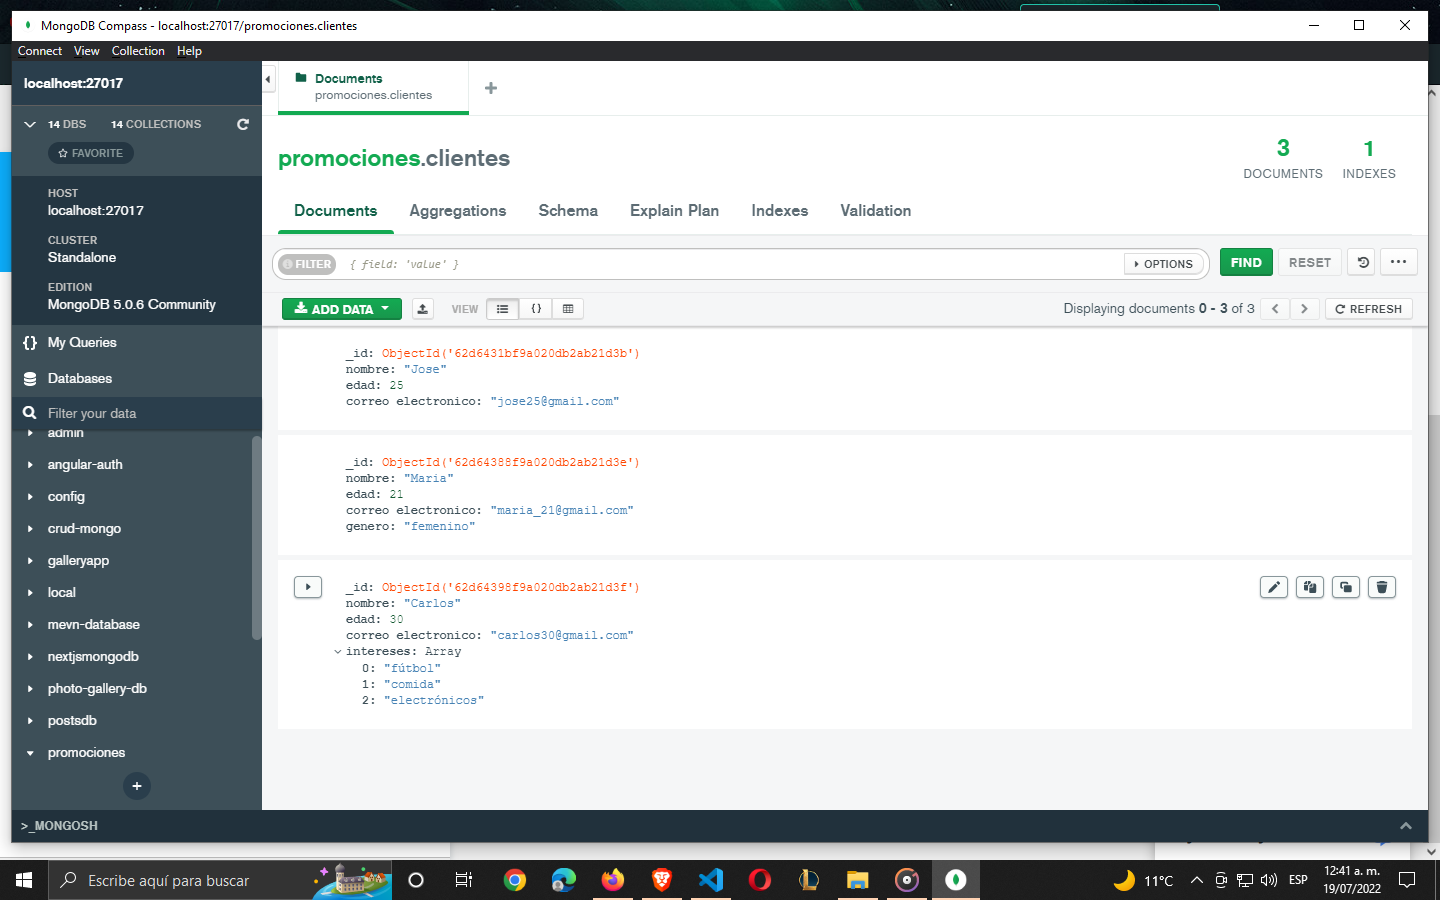 MongoDB Compass - localhost:27017/promociones.clientes
Connect View Collection Help
localhost:27017
14 DBS 14 COLLECTIONS
FAVORITE
HOST
localhost:27017
CLUSTER
Standalone
EDITION
MongoDB 5.0.6 Community
My Queries
Databases
Filter your data
admin
angular-auth
config
crud-mongo
galleryapp
local
mevn-database
nextjsmongodb
photo-gallery-db
postsdb
promociones
+
Documents
promociones.clientes
+
promociones.clientes
3
DOCUMENTS
1
INDEXES
Documents Aggregations Schema Explain Plan Indexes Validation
FILTER { field: 'value' } OPTIONS FIND RESET
ADD DATA VIEW {} Displaying documents 0 - 3 of 3 REFRESH
_id: ObjectId('62d6431bf9a020db2ab21d3b')
nombre: "Jose"
edad: 25
correo electronico: "jose25@gmail.com"
_id: ObjectId('62d64388f9a020db2ab21d3e')
nombre: "Maria"
edad: 21
correo electronico: "maria_21@gmail.com"
genero: "femenino"
_id: ObjectId('62d64398f9a020db2ab21d3f')
nombre: "Carlos"
edad: 30
correo electronico: "carlos30@gmail.com"
intereses: Array
0: "fútbol"
1: "comida"
2: "electrónicos"
>_MONGOSH
Escribe aquí para buscar
11°C
ESP
12:41 a. m.
19/07/2022